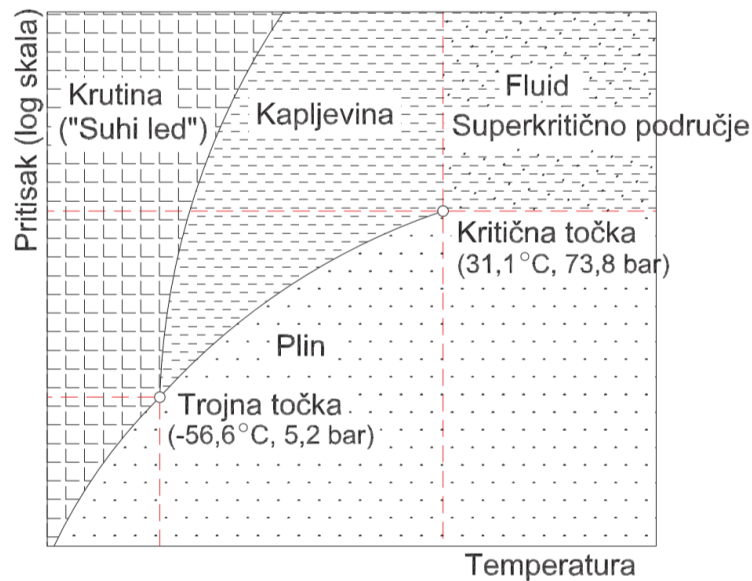 Pritisak (log skala)
Krutina
("Suhi led")
Kapljevina
Fluid
Superkritično područje
Kritična točka
(31,1°C, 73,8 bar)
Plin
Trojna točka
(-56,6°C, 5,2 bar)
Temperatura